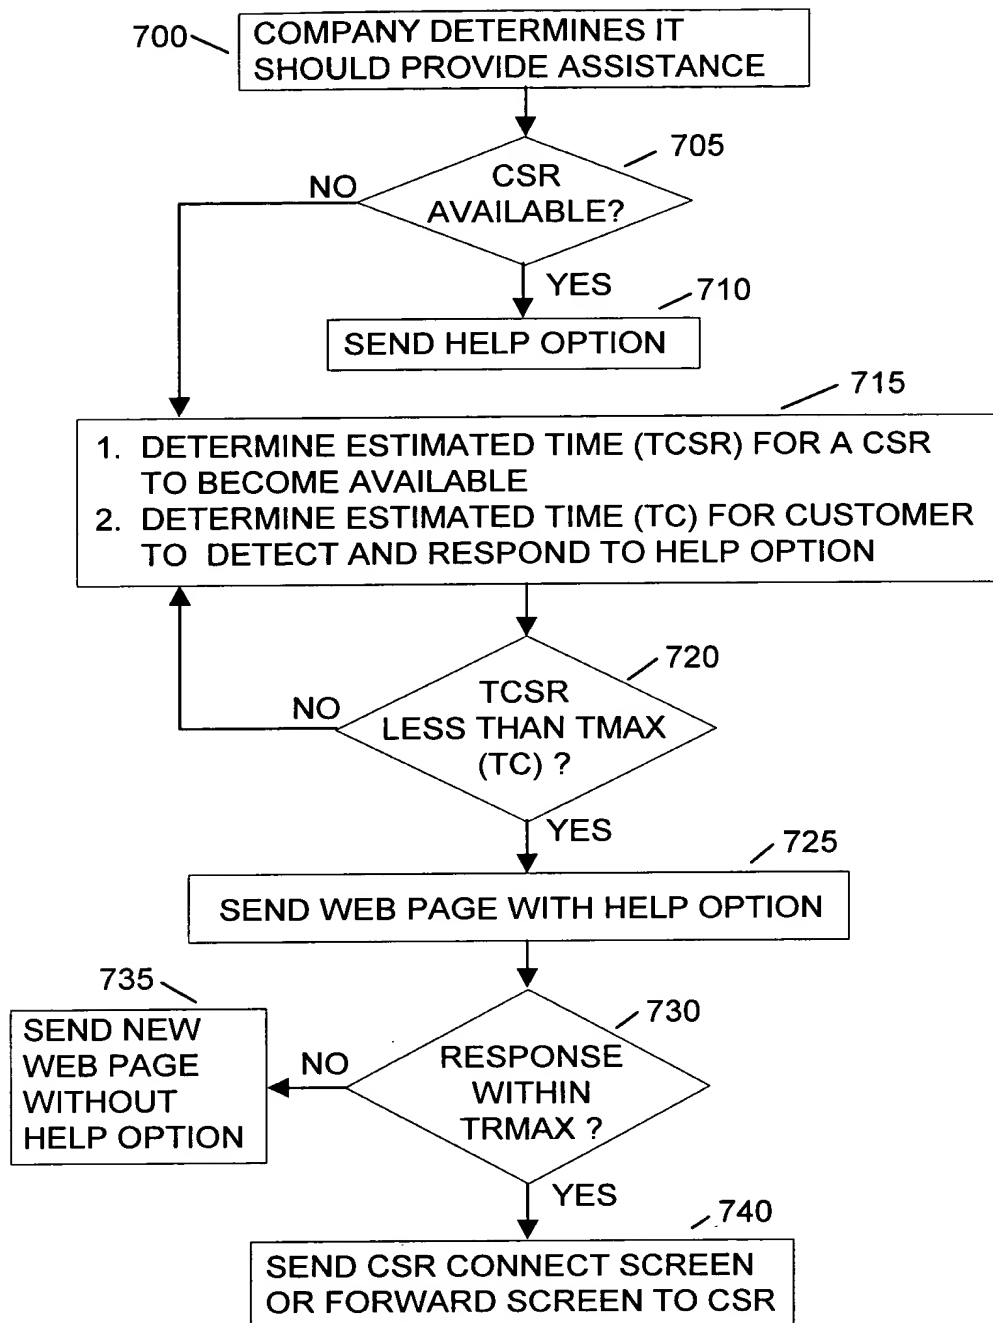 700
COMPANY DETERMINES IT
SHOULD PROVIDE ASSISTANCE
705
CSR
AVAILABLE?
NO
YES
710
SEND HELP OPTION
715
1. DETERMINE ESTIMATED TIME (TCSR) FOR A CSR
TO BECOME AVAILABLE
2. DETERMINE ESTIMATED TIME (TC) FOR CUSTOMER
TO DETECT AND RESPOND TO HELP OPTION
720
TCSR
LESS THAN TMAX
(TC) ?
NO
YES
725
SEND WEB PAGE WITH HELP OPTION
730
RESPONSE
WITHIN
TRMAX ?
NO
735
SEND NEW
WEB PAGE
WITHOUT
HELP OPTION
YES
740
SEND CSR CONNECT SCREEN
OR FORWARD SCREEN TO CSR